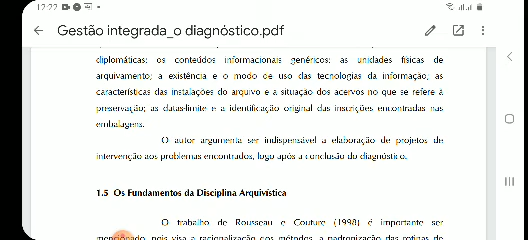 12:22
Gestão integrada_o diagnóstico.pdf
diplomáticas; os conteúdos informacionais genéricos; as unidades físicas de
arquivamento; a existência e o modo de uso das tecnologias da informação; as
características das instalações do arquivo e a situação dos acervos no que se refere à
preservação; as datas-limite e a identificação original das inscrições encontradas nas
embalagens.
O autor argumenta ser indispensável a elaboração de projetos de
intervenção aos problemas encontrados, logo após a conclusão do diagnóstico.
1.5 Os Fundamentos da Disciplina Arquivística
O trabalho de Rousseau e Couture (1998) é importante ser
mencionado, pois visa a racionalização dos métodos, a padronização das rotinas de